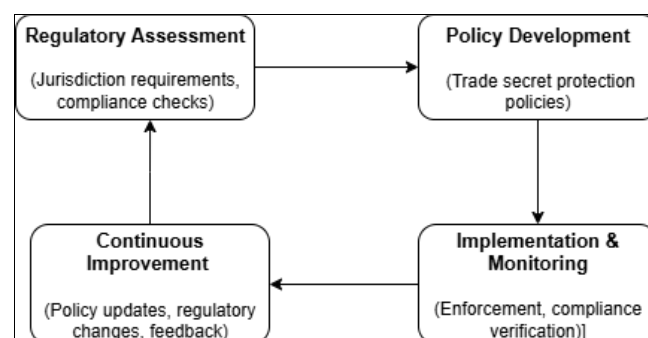 Regulatory Assessment
(Jurisdiction requirements,
compliance checks)
Policy Development
(Trade secret protection
policies)
Continuous
Improvement
(Policy updates, regulatory
changes, feedback)
Implementation &
Monitoring
(Enforcement, compliance
verification)]